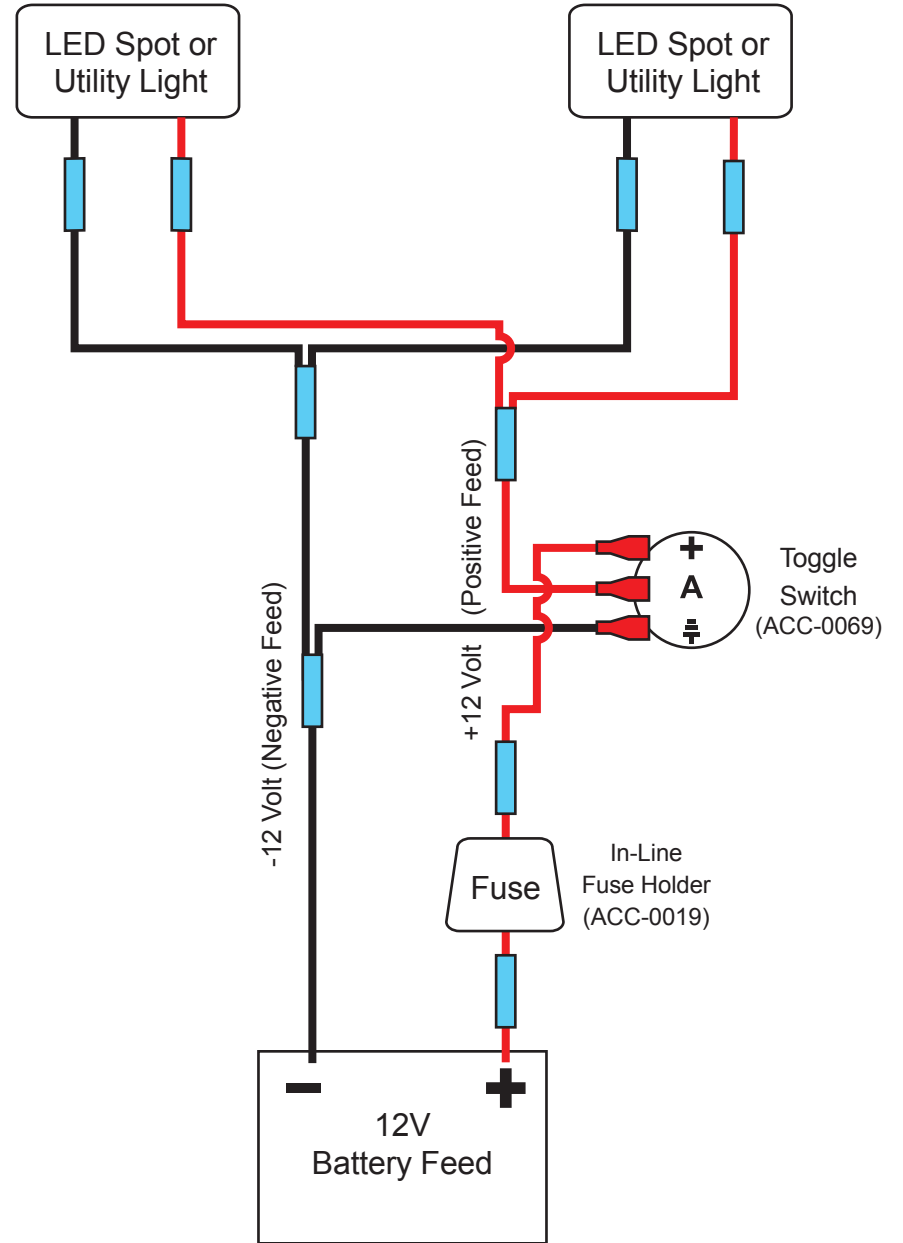 LED Spot or
Utility Light
LED Spot or
Utility Light
-12 Volt (Negative Feed)
+12 Volt (Positive Feed)
+
A
Toggle
Switch
(ACC-0069)
Fuse
In-Line
Fuse Holder
(ACC-0019)
- +
12V
Battery Feed